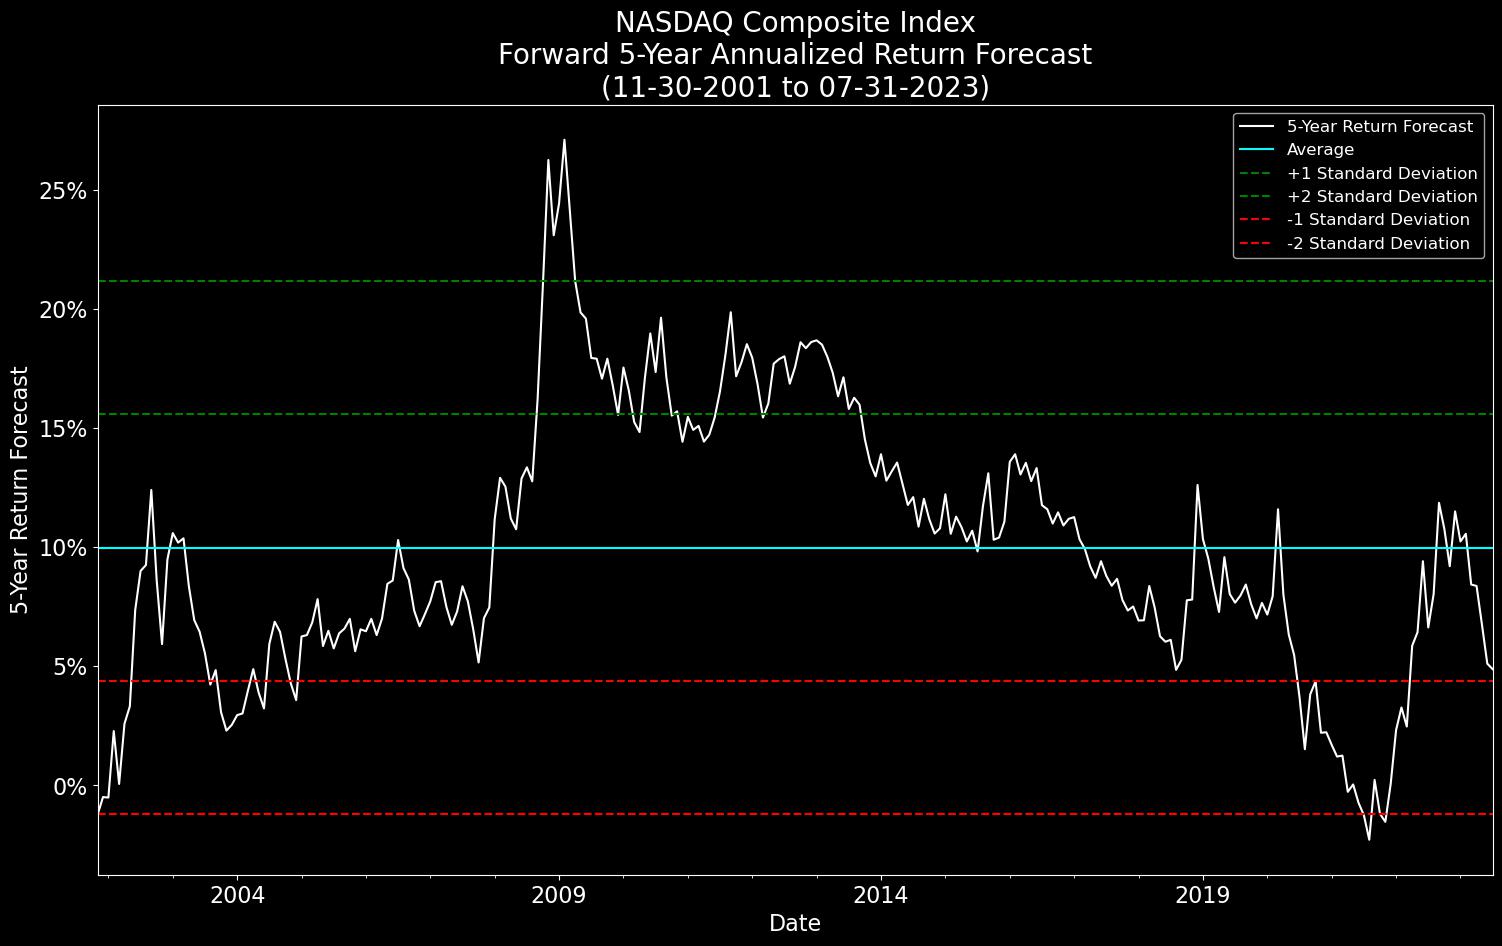 NASDAQ Composite Index
Forward 5-Year Annualized Return Forecast
(11-30-2001 to 07-31-2023)
5-Year Return Forecast
Average
+1 Standard Deviation
+2 Standard Deviation
-1 Standard Deviation
-2 Standard Deviation
5-Year Return Forecast
25%
20%
15%
10%
5%
0%
2004
2009
2014
2019
Date